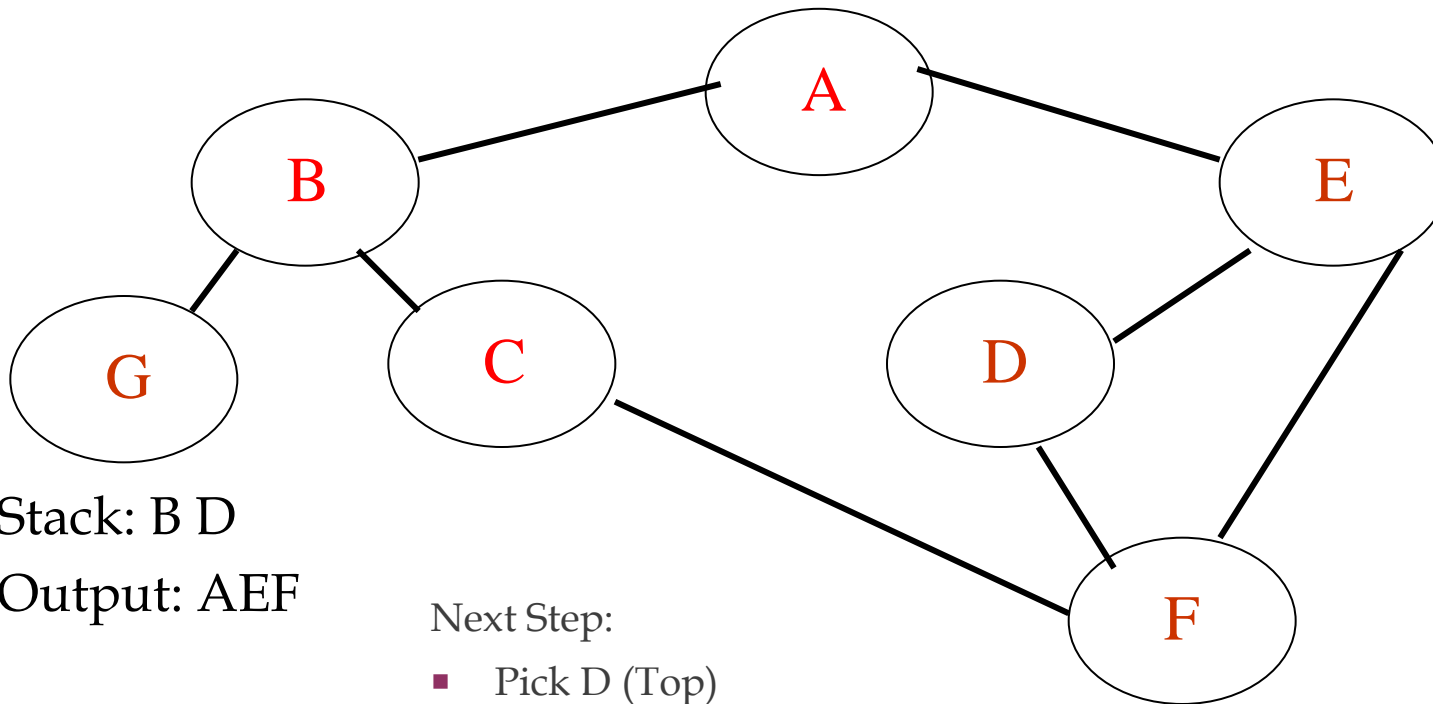 A
B
E
G
C
D
Stack: B D
Output: AEF
F
Next Step:
▪ Pick D (Top)